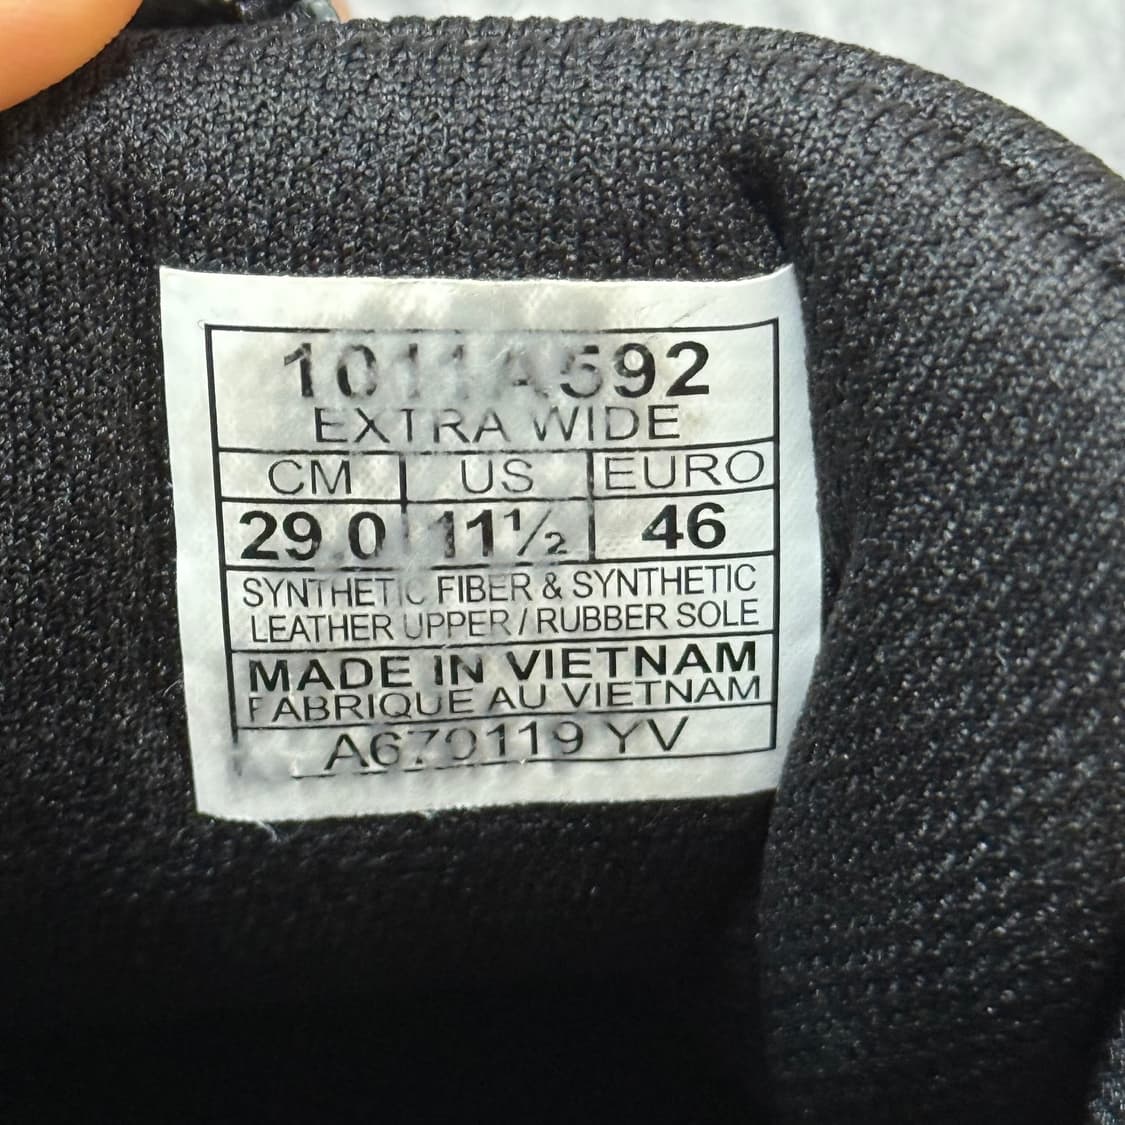 1011A592
EXTRA WIDE
CM US EURO
29.0 11½ 46
SYNTHETIC FIBER & SYNTHETIC
LEATHER UPPER / RUBBER SOLE
MADE IN VIETNAM
FABRIQUE AU VIETNAM
A670119 YV